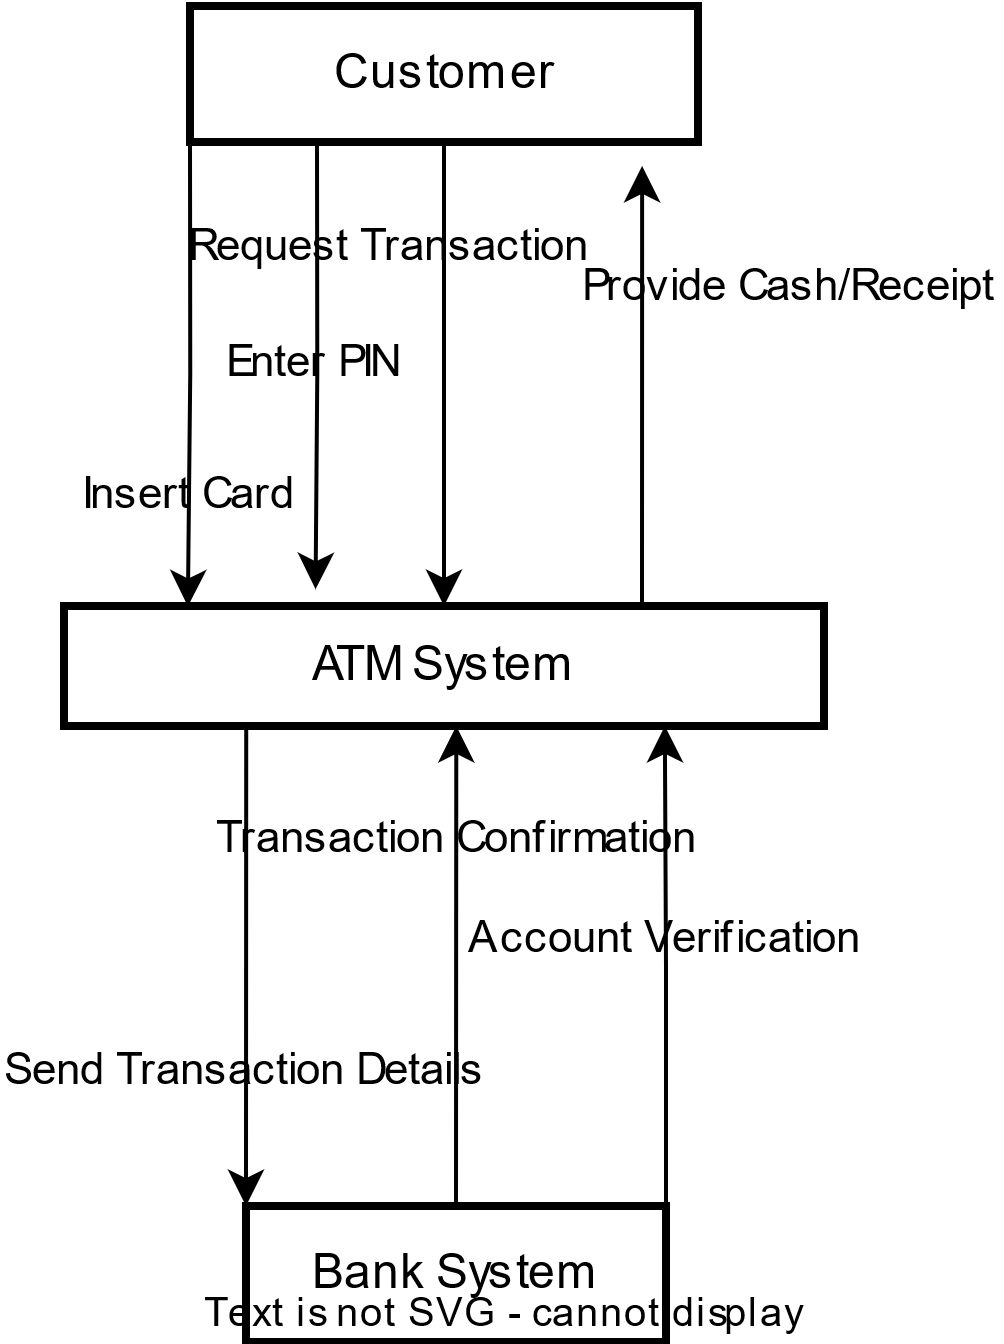 Customer
Request Transaction
Provide Cash/Receipt
Enter PIN
Insert Card
ATM System
Transaction Confirmation
Account Verification
Send Transaction Details
Bank System
Text is not SVG - cannot display